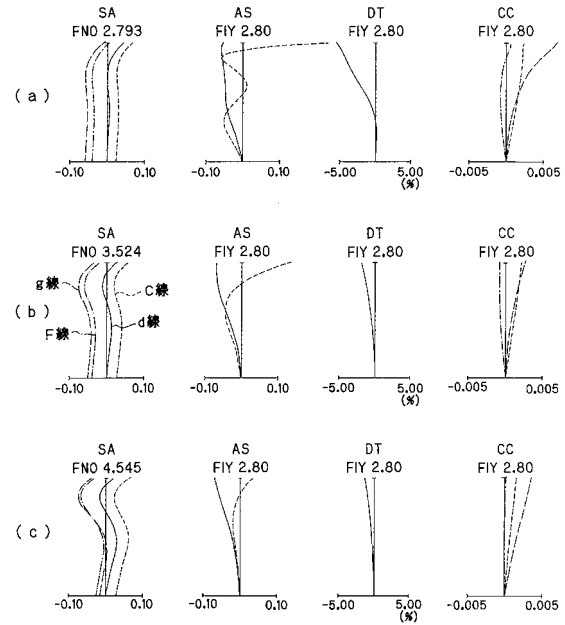 SA AS DT CC
FNO 2.793 FIY 2.80 FIY 2.80 FIY 2.80
(a)
-0.10 0.10 -0.10 0.10 -5.00 5.00 -0.005 0.005
(%)
SA AS DT CC
FNO 3.524 FIY 2.80 FIY 2.80 FIY 2.80
g線
C線
(b)
d線
F線
-0.10 0.10 -0.10 0.10 -5.00 5.00 -0.005 0.005
(%)
SA AS DT CC
FNO 4.545 FIY 2.80 FIY 2.80 FIY 2.80
(c)
-0.10 0.10 -0.10 0.10 -5.00 5.00 -0.005 0.005
(%)